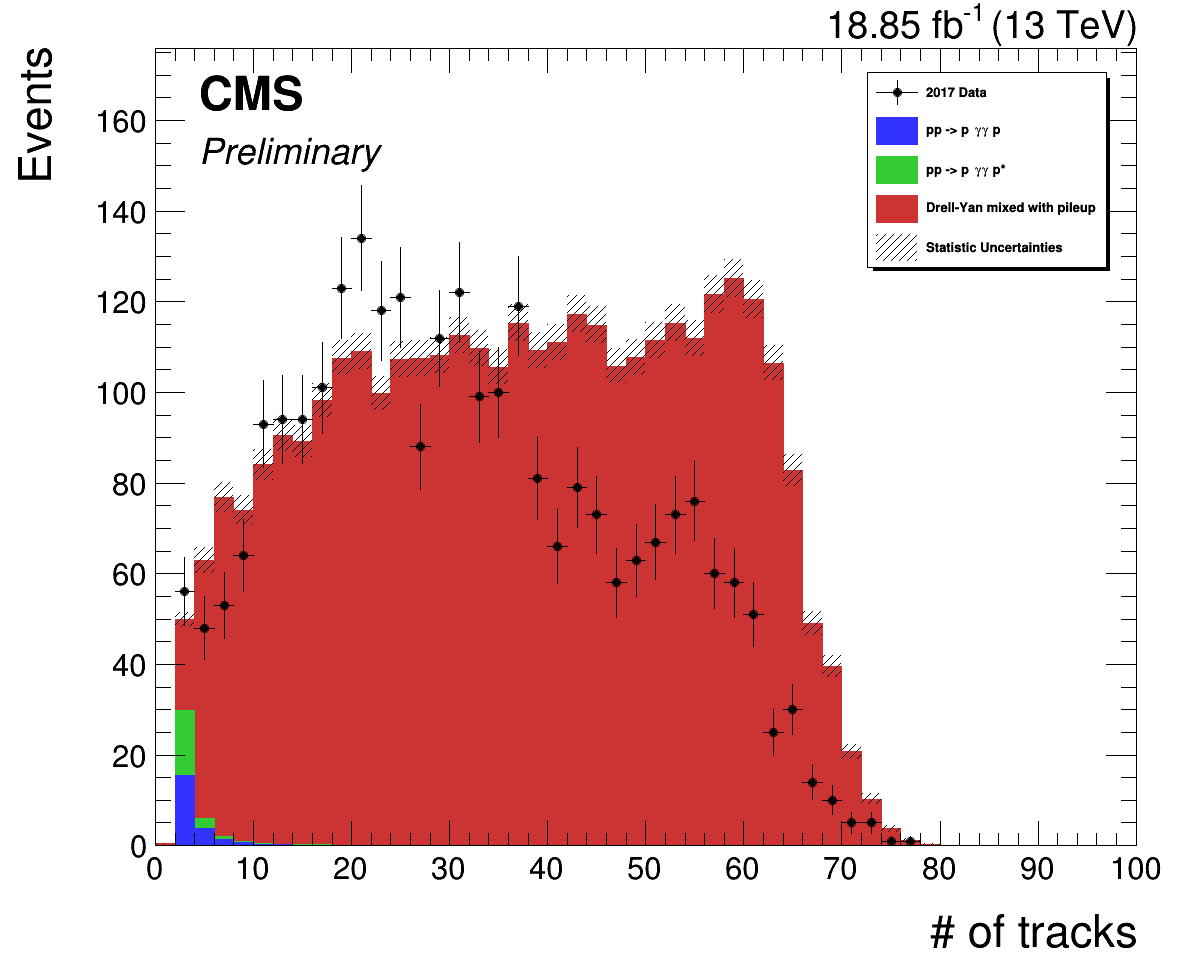 18.85 fb⁻¹ (13 TeV)
Events
CMS
Preliminary
2017 Data
pp -> p γγ p
pp -> p γγ p*
Drell-Yan mixed with pileup
Statistic Uncertainties
160
140
120
100
80
60
40
20
0
0 10 20 30 40 50 60 70 80 90 100
# of tracks